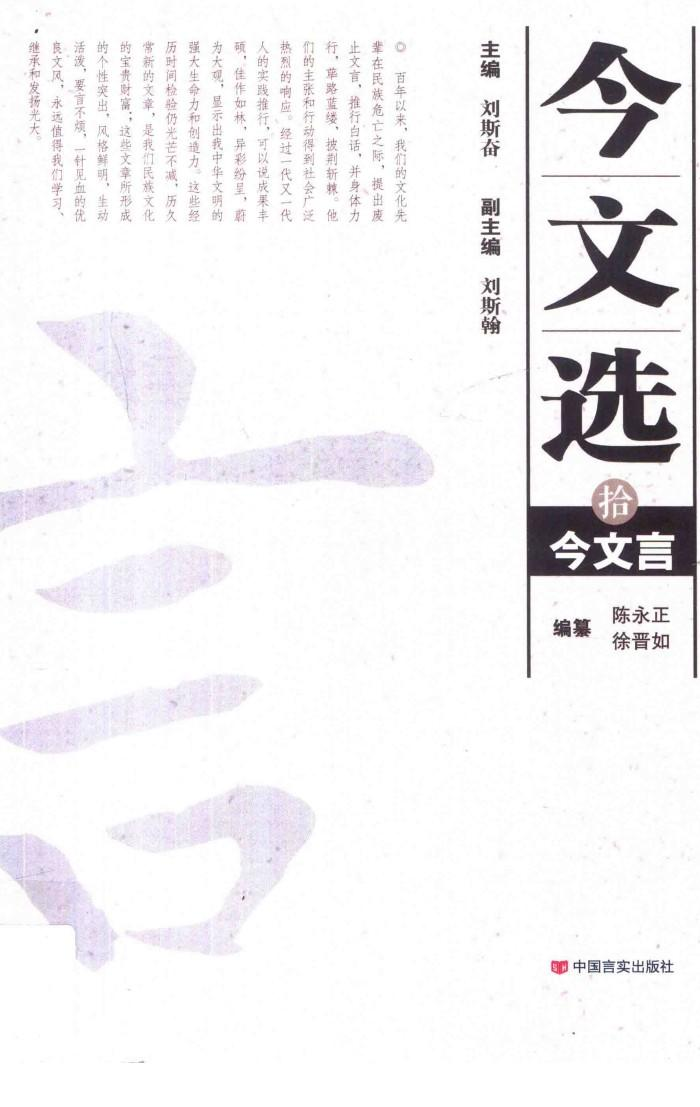 今文选
拾
今文言
编纂
陈永正
徐晋如
主编 刘斯奋 副主编 刘斯翰
◎ 百年以来，我们的文化先
辈在民族危亡之际，提出废
止文言，推行白话，并身体力
行，筚路蓝缕，披荆斩棘。他
们的主张和行动得到社会广泛
热烈的响应。经过一代又一代
人的实践推行，可以说成果丰
硕，佳作如林，异彩纷呈，蔚
为大观，显示出我中华文明的
强大生命力和创造力。这些经
历时间检验仍光芒不减，历久
常新的文章，是我们民族文化
的宝贵财富；这些文章所形成
的个性突出，风格鲜明，生动
活泼，要言不烦，一针见血的优
良文风，永远值得我们学习、
继承和发扬光大。
言
中国言实出版社